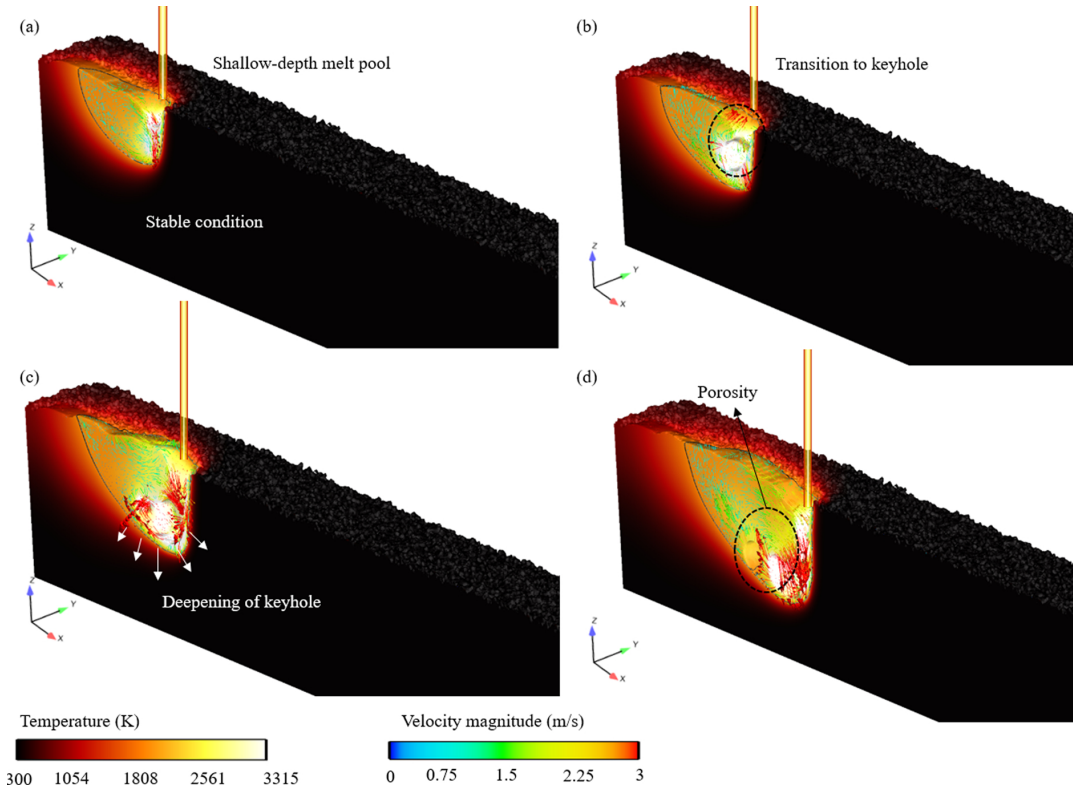 (a)
Shallow-depth melt pool
Stable condition
Z
Y
X
(b)
Transition to keyhole
Z
Y
X
(c)
Deepening of keyhole
Z
Y
X
(d)
Porosity
Z
Y
X
Temperature (K)
300 1054 1808 2561 3315
Velocity magnitude (m/s)
0 0.75 1.5 2.25 3